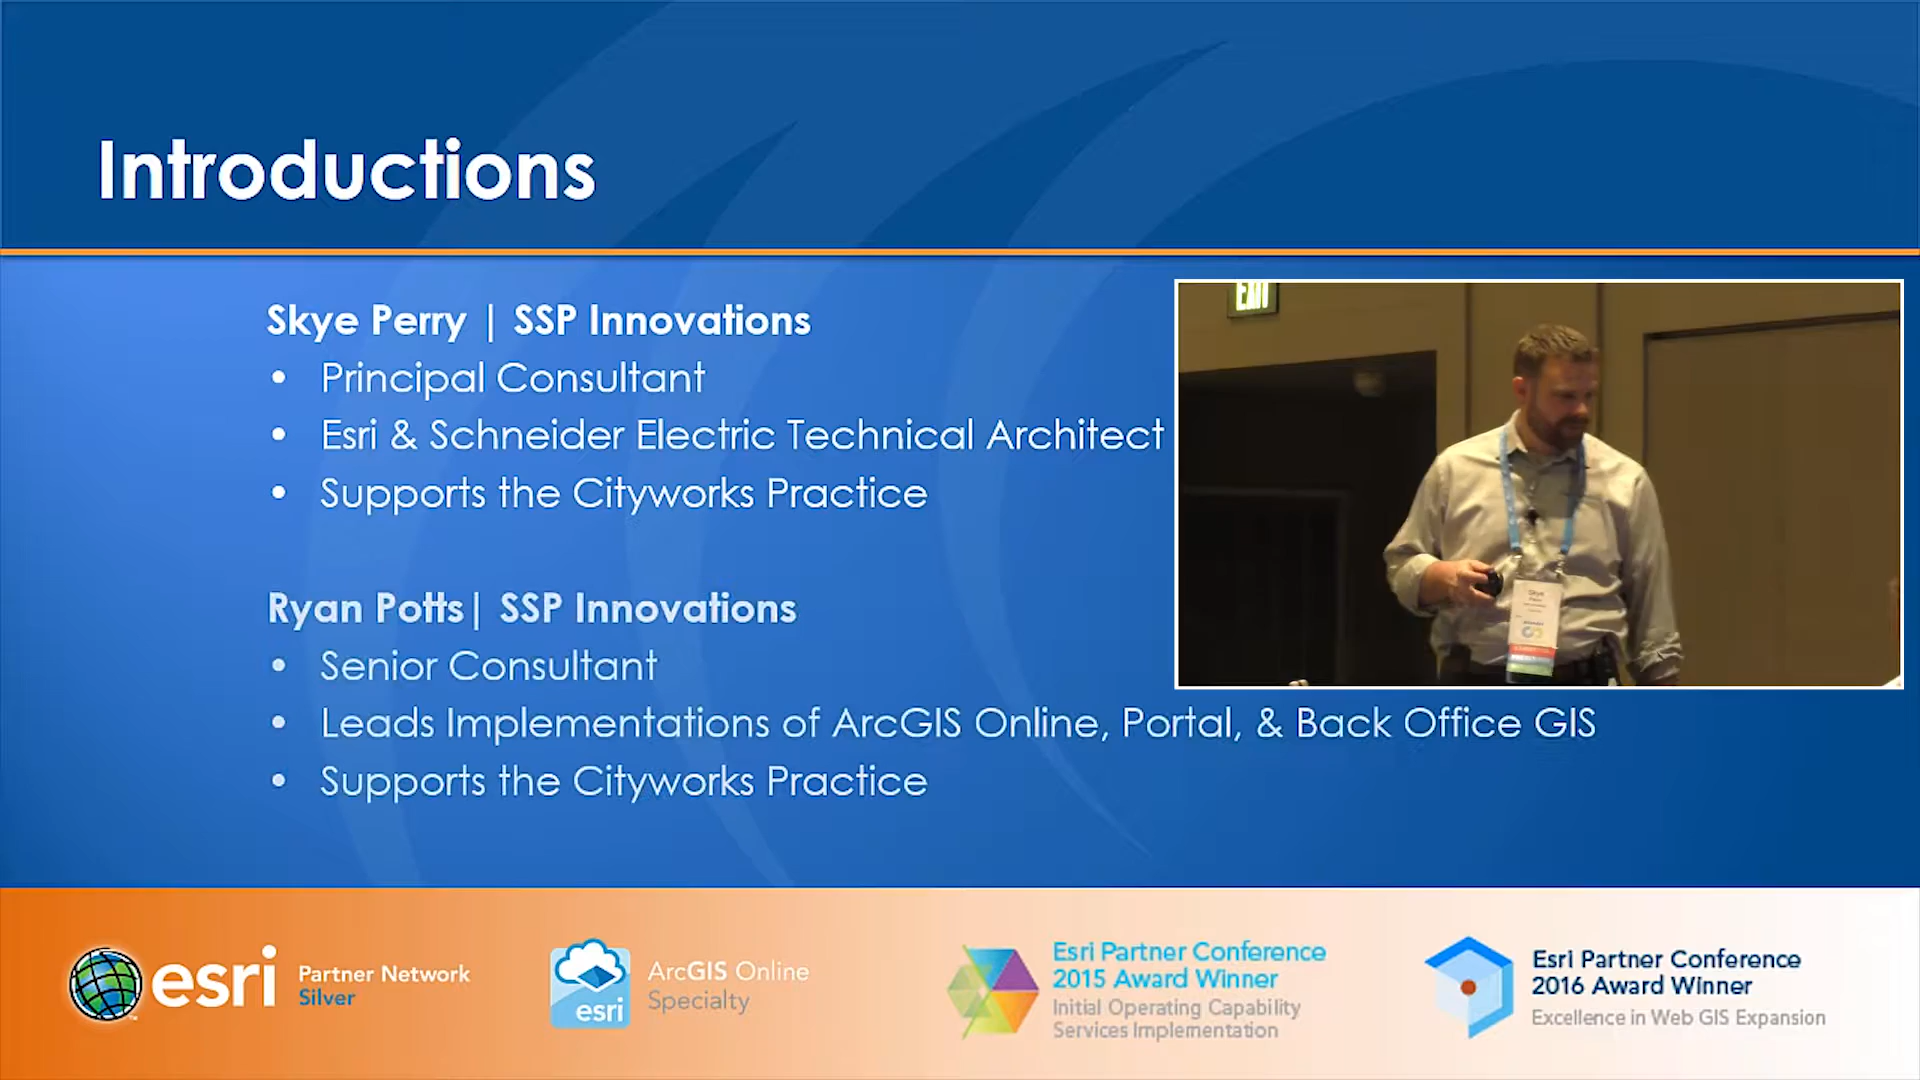 Introductions
Skye Perry | SSP Innovations
• Principal Consultant
• Esri & Schneider Electric Technical Architect
• Supports the Cityworks Practice
Ryan Potts| SSP Innovations
• Senior Consultant
• Leads Implementations of ArcGIS Online, Portal, & Back Office GIS
• Supports the Cityworks Practice
EXIT
Skye
esri Partner Network
Silver
esri
ArcGIS Online
Specialty
Esri Partner Conference
2015 Award Winner
Initial Operating Capability
Services Implementation
Esri Partner Conference
2016 Award Winner
Excellence in Web GIS Expansion